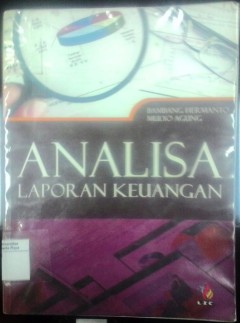 BAMBANG HERMANTO
MULYO AGUNG
ANALISA
LAPORAN KEUANGAN